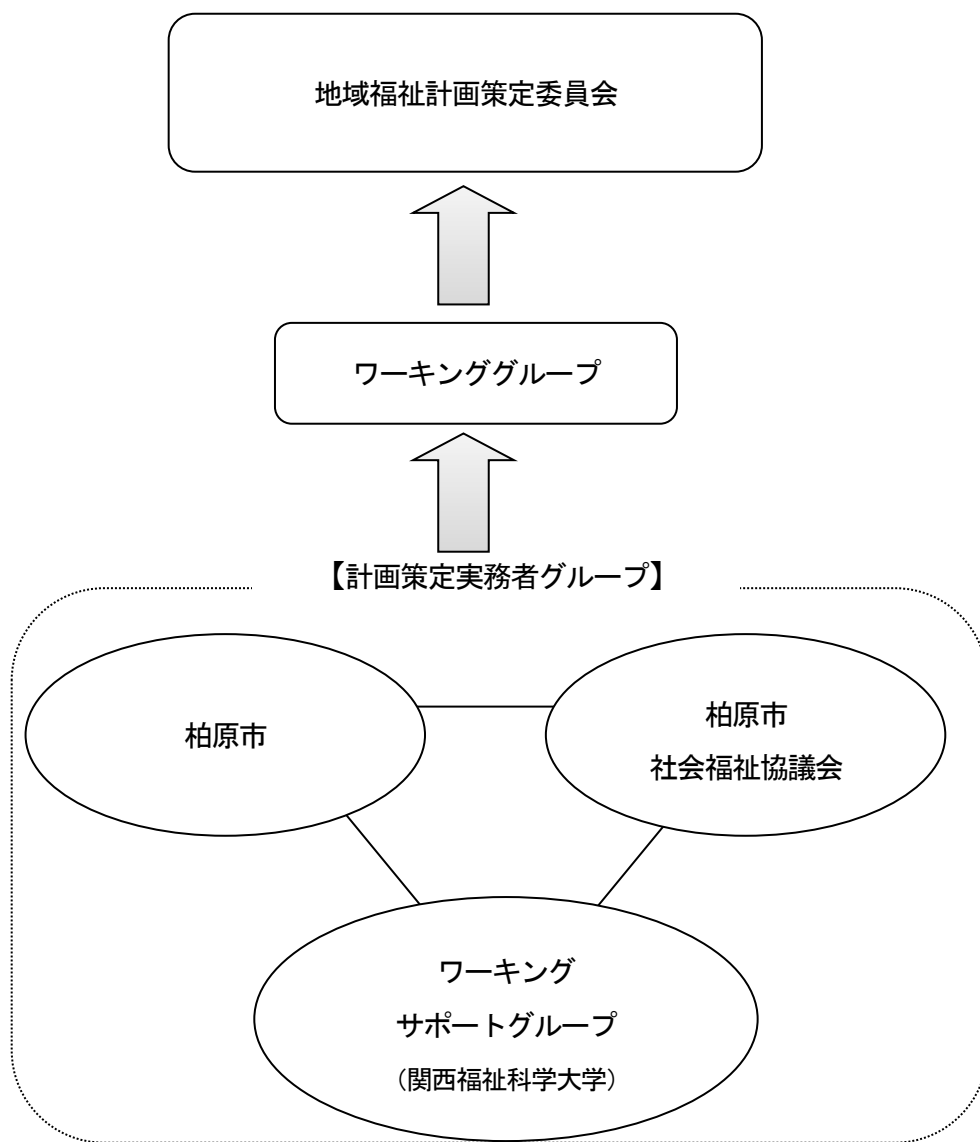 地域福祉計画策定委員会
ワーキンググループ
【計画策定実務者グループ】
柏原市
柏原市
社会福祉協議会
ワーキング
サポートグループ
（関西福祉科学大学）